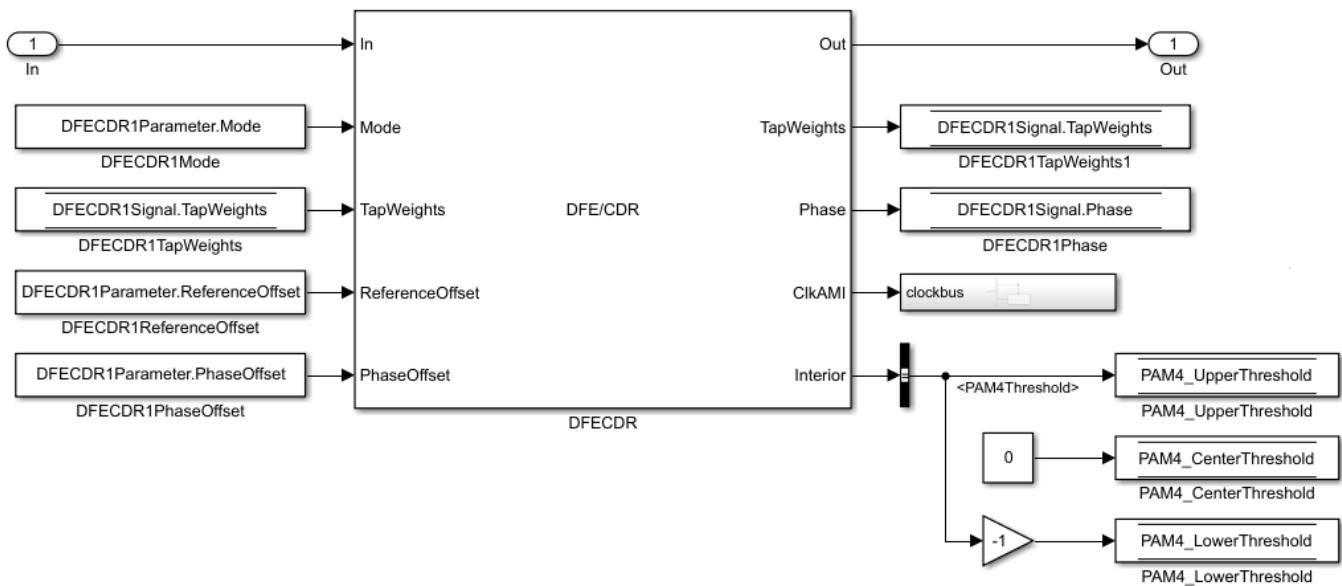 1
In
In
Out
1
Out
DFECDR1Parameter.Mode
DFECDR1Mode
Mode
TapWeights
DFECDR1Signal.TapWeights
DFECDR1TapWeights1
DFECDR1Signal.TapWeights
DFECDR1TapWeights
TapWeights
DFE/CDR
Phase
DFECDR1Signal.Phase
DFECDR1Phase
DFECDR1Parameter.ReferenceOffset
DFECDR1ReferenceOffset
ReferenceOffset
ClkAMI
clockbus
DFECDR1Parameter.PhaseOffset
DFECDR1PhaseOffset
PhaseOffset
Interior
<PAM4Threshold>
PAM4_UpperThreshold
PAM4_UpperThreshold
DFECDR
0
PAM4_CenterThreshold
PAM4_CenterThreshold
-1
PAM4_LowerThreshold
PAM4_LowerThreshold